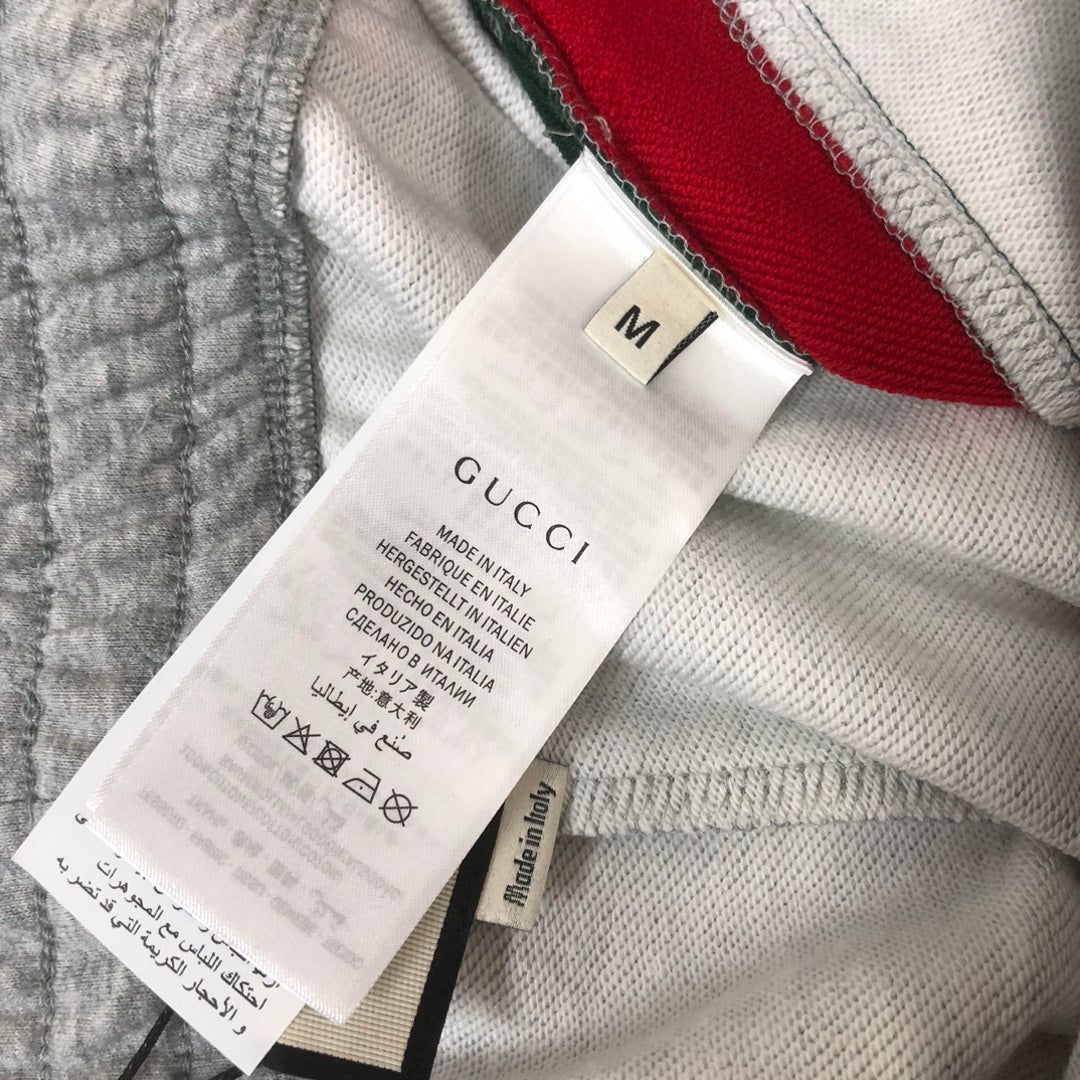 M
GUCCI
MADE IN ITALY
FABRIQUE EN ITALIE
HERGESTELLT IN ITALIEN
HECHO EN ITALIA
PRODUZIDO NA ITALIA
СДЕЛАНО В ИТАЛИИ
イタリア製
产地:意大利
صُنع في إيطاليا
Made in Italy
احتكاك اللباس مع المجوهرات
و الأحجار الكريمة التي قد تضر به